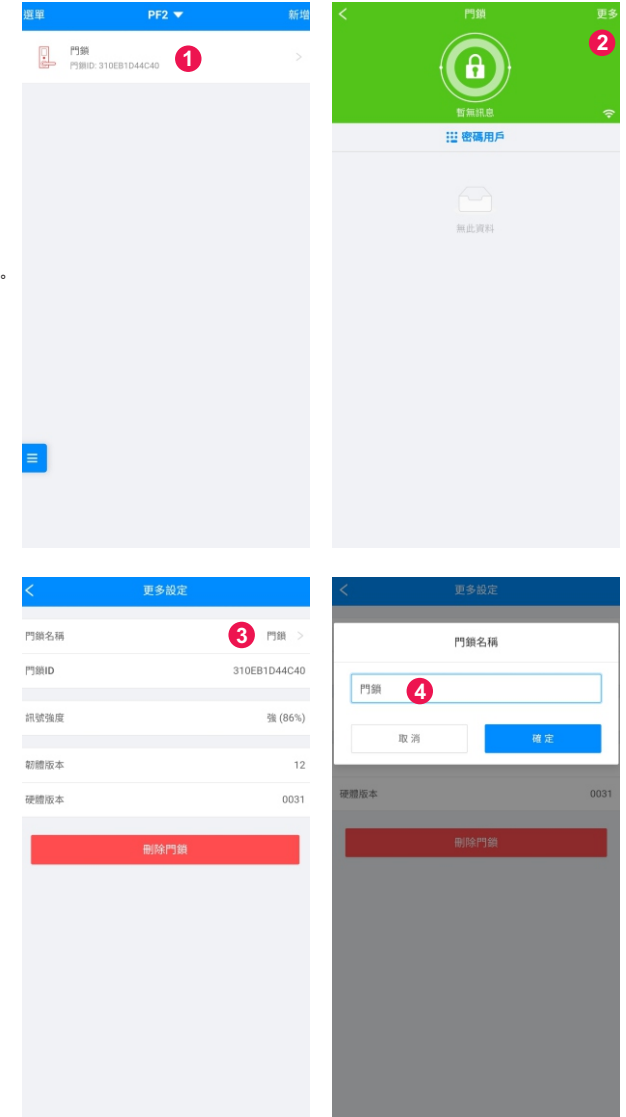 選單 PF2 新增
門鎖
門鎖ID: 310EB1D44C40
1
門鎖 更多
2
暫無訊息
密碼用戶
無此資料
。
更多設定
門鎖名稱 3 門鎖
門鎖ID 310EB1D44C40
訊號強度 強 (86%)
韌體版本 12
硬體版本 0031
刪除門鎖
更多設定
門鎖名稱
門鎖 4
取消 確定
硬體版本 0031
刪除門鎖